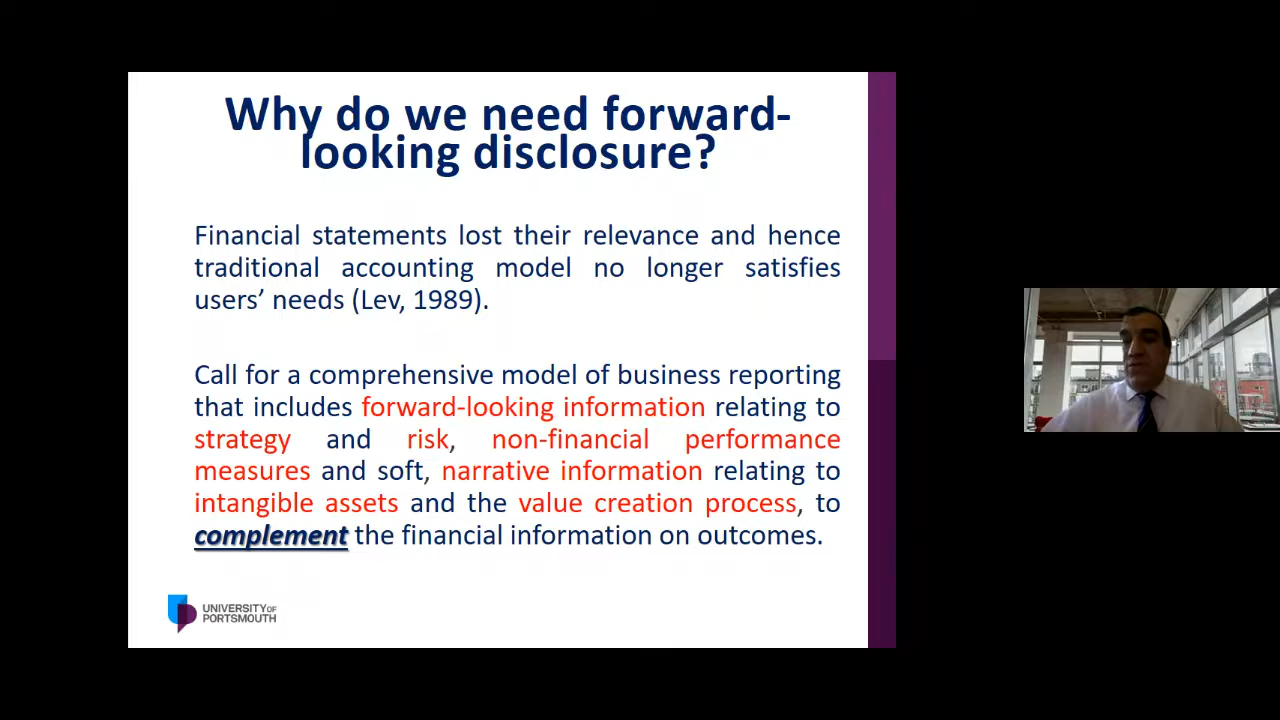 Why do we need forward-
looking disclosure?
Financial statements lost their relevance and hence
traditional accounting model no longer satisfies
users’ needs (Lev, 1989).
Call for a comprehensive model of business reporting
that includes forward-looking information relating to
strategy and risk, non-financial performance
measures and soft, narrative information relating to
intangible assets and the value creation process, to
complement the financial information on outcomes.
UNIVERSITY OF
PORTSMOUTH